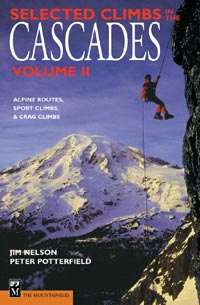 SELECTED CLIMBS IN THE
CASCADES
VOLUME II
ALPINE ROUTES,
SPORT CLIMBS,
& CRAG CLIMBS
JIM NELSON
PETER POTTERFIELD
THE MOUNTAINEERS